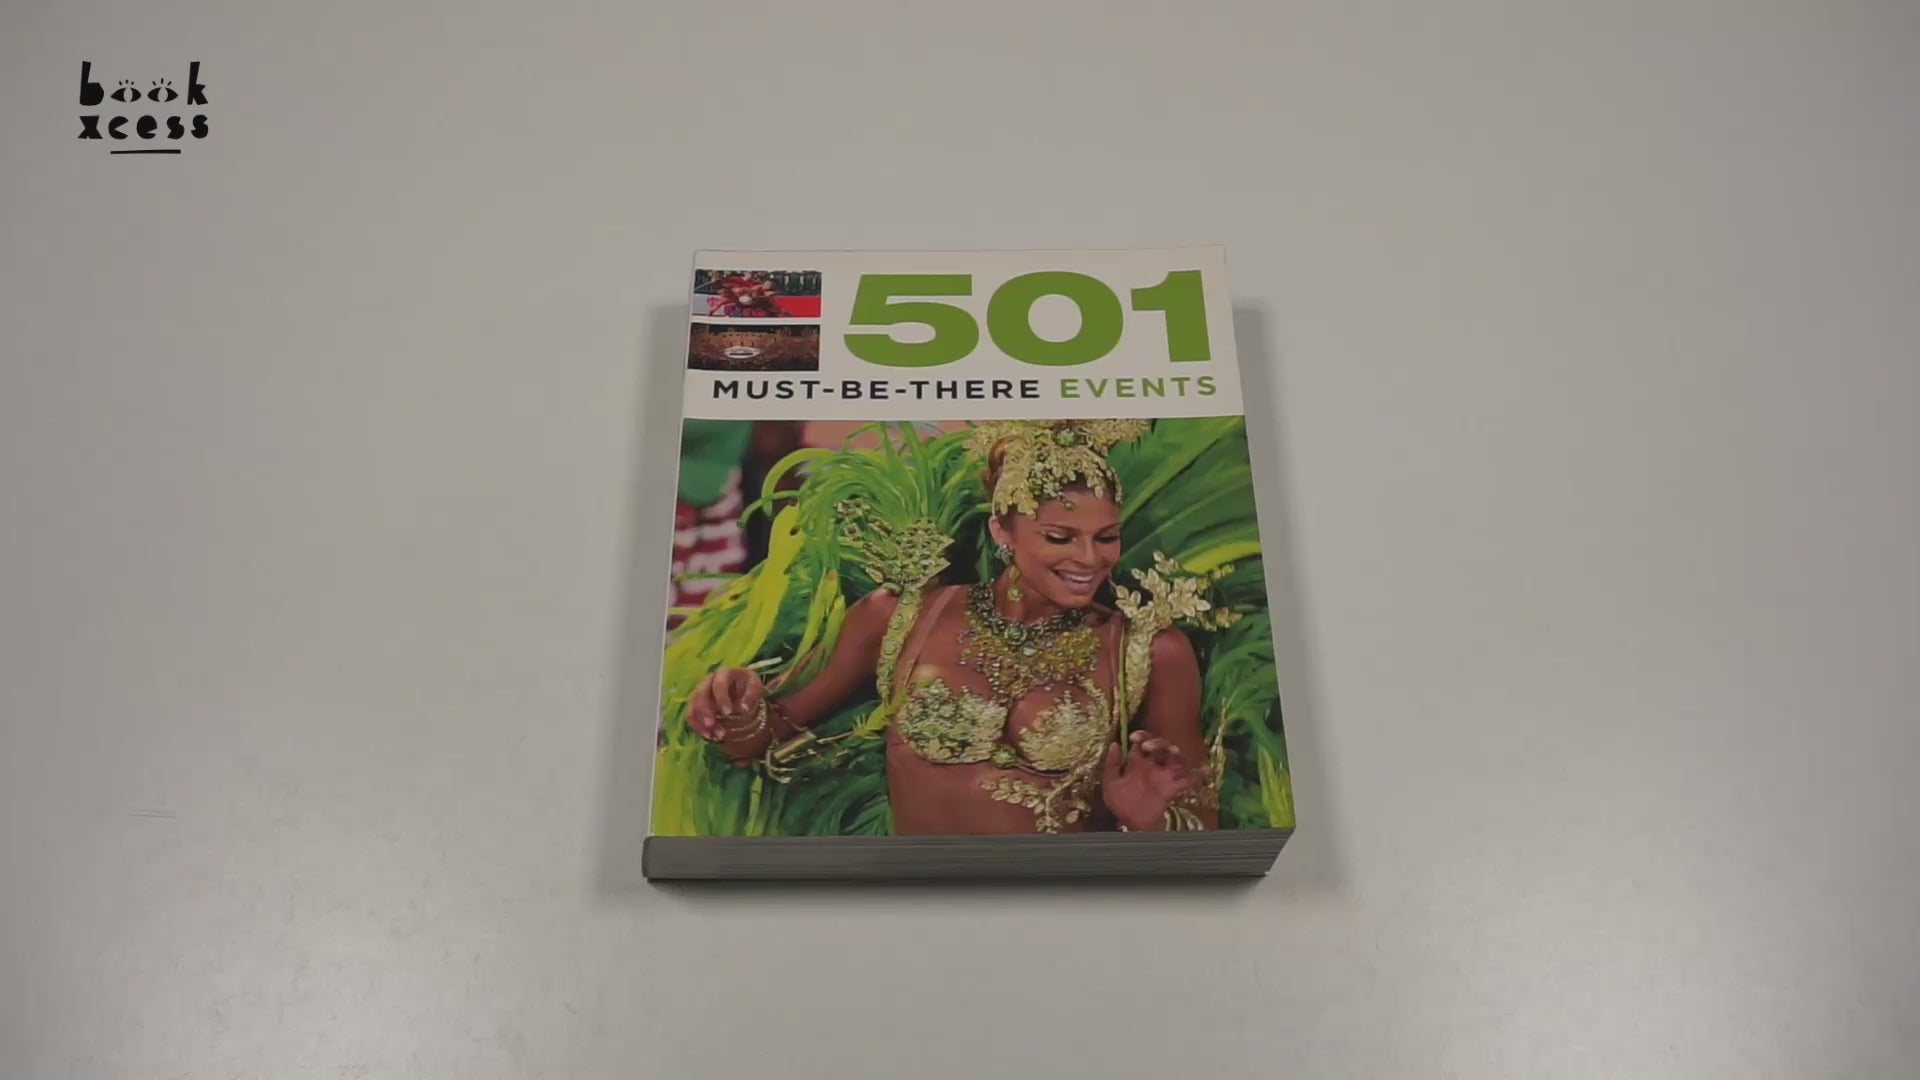 book
xcess
501
MUST-BE-THERE EVENTS